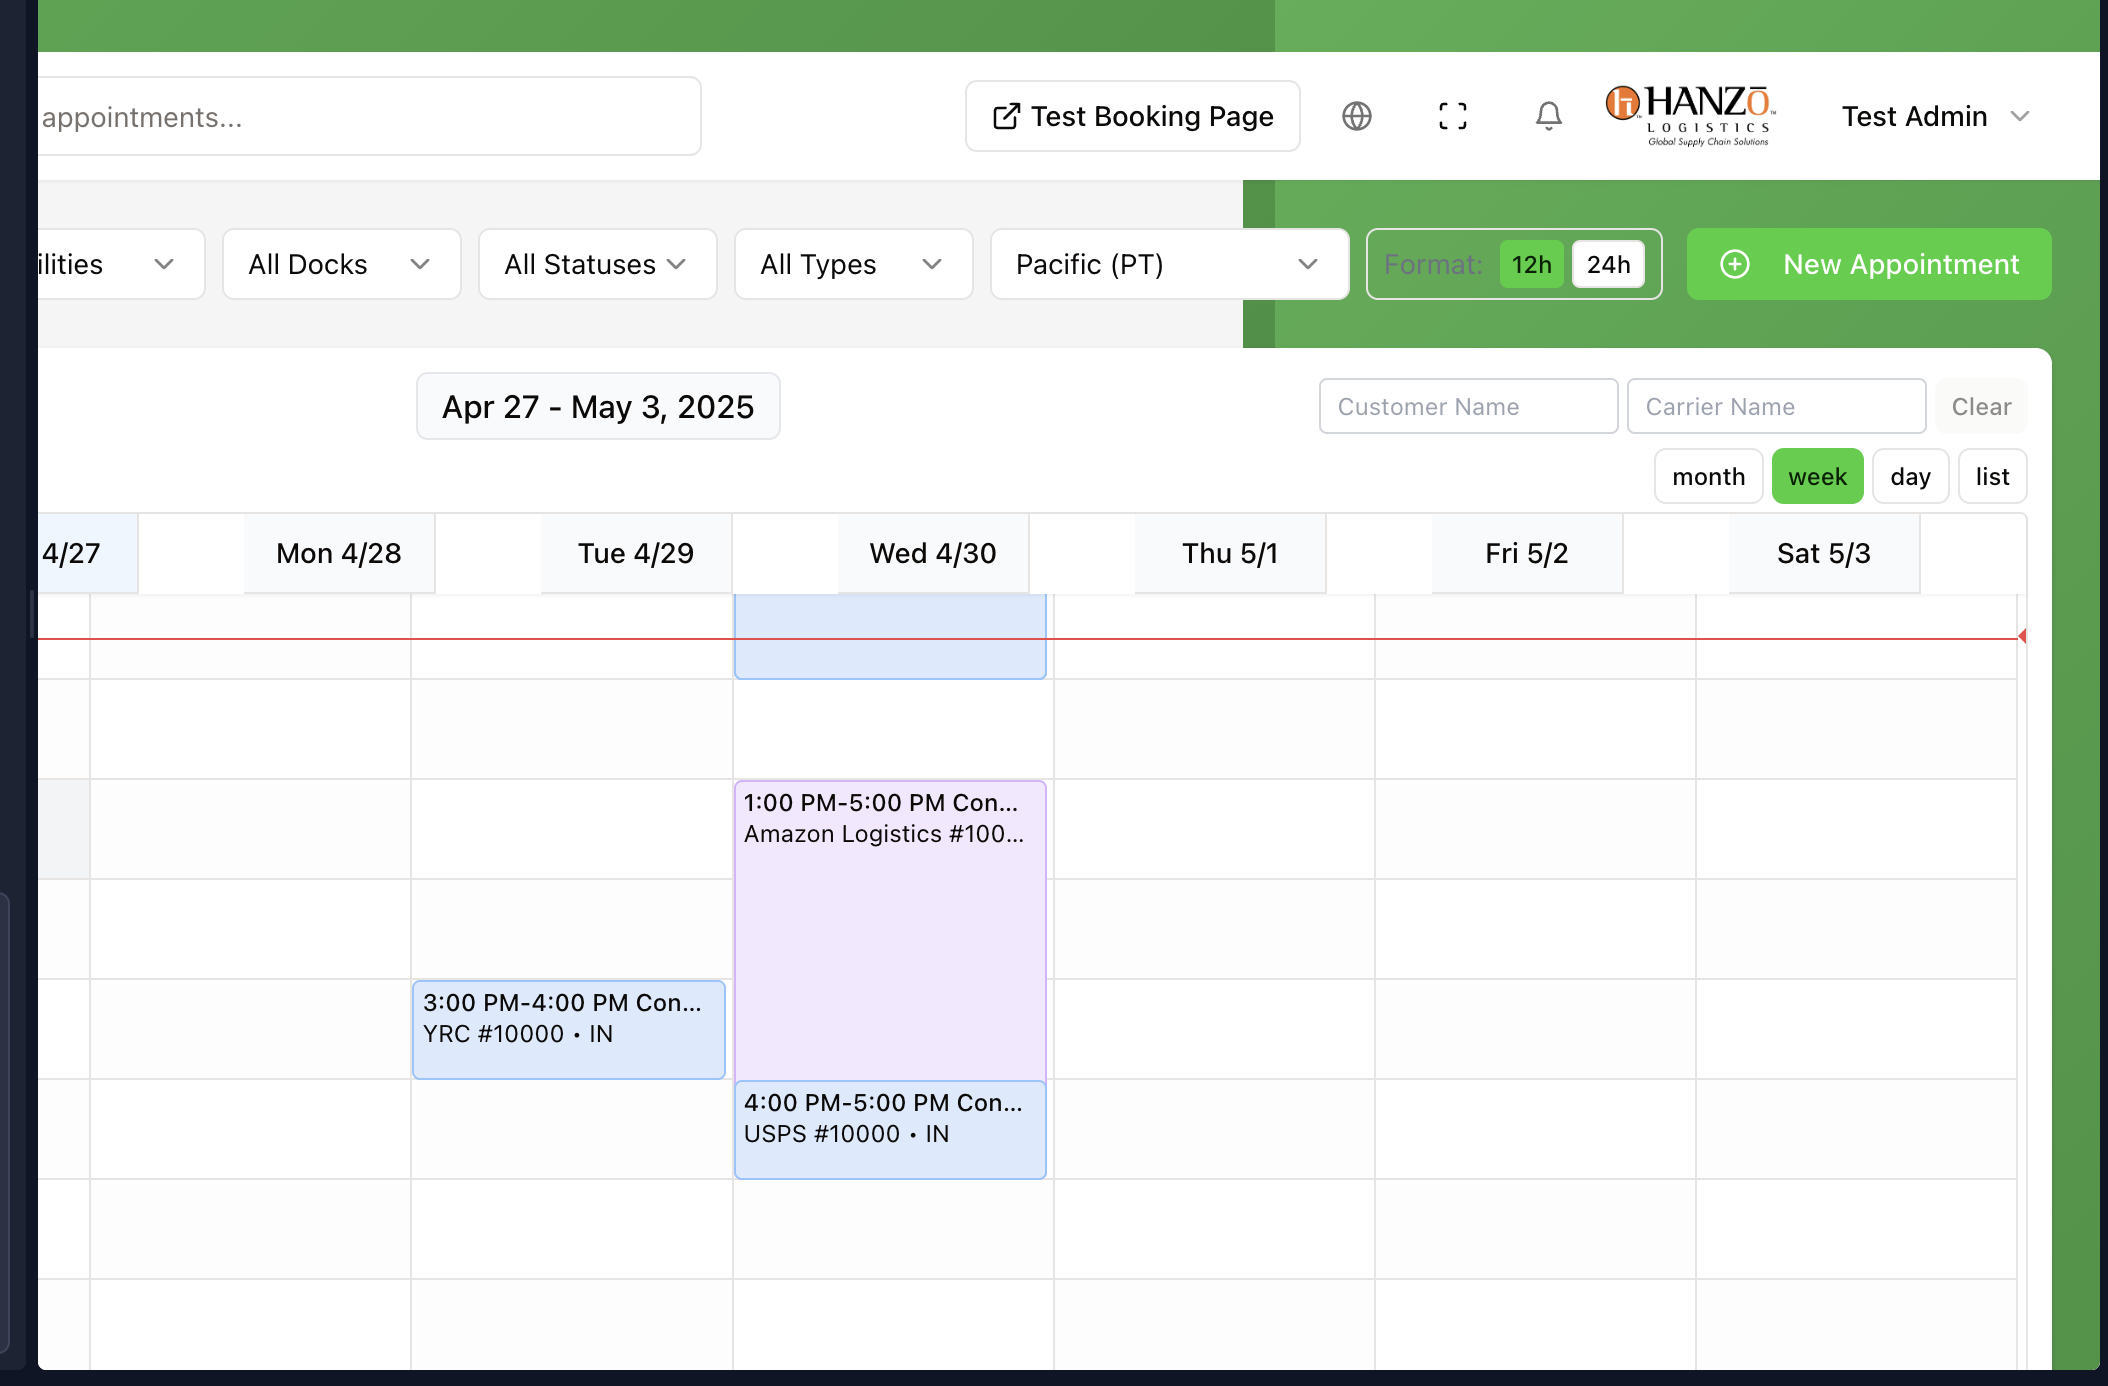 appointments...
Test Booking Page
HANZŌ
LOGISTICS
Global Supply Chain Solutions
Test Admin
ilities
All Docks
All Statuses
All Types
Pacific (PT)
Format:
12h
24h
New Appointment
Apr 27 - May 3, 2025
Customer Name
Carrier Name
Clear
month
week
day
list
4/27
Mon 4/28
Tue 4/29
Wed 4/30
Thu 5/1
Fri 5/2
Sat 5/3
1:00 PM-5:00 PM Con...
Amazon Logistics #100...
3:00 PM-4:00 PM Con...
YRC #10000 • IN
4:00 PM-5:00 PM Con...
USPS #10000 • IN